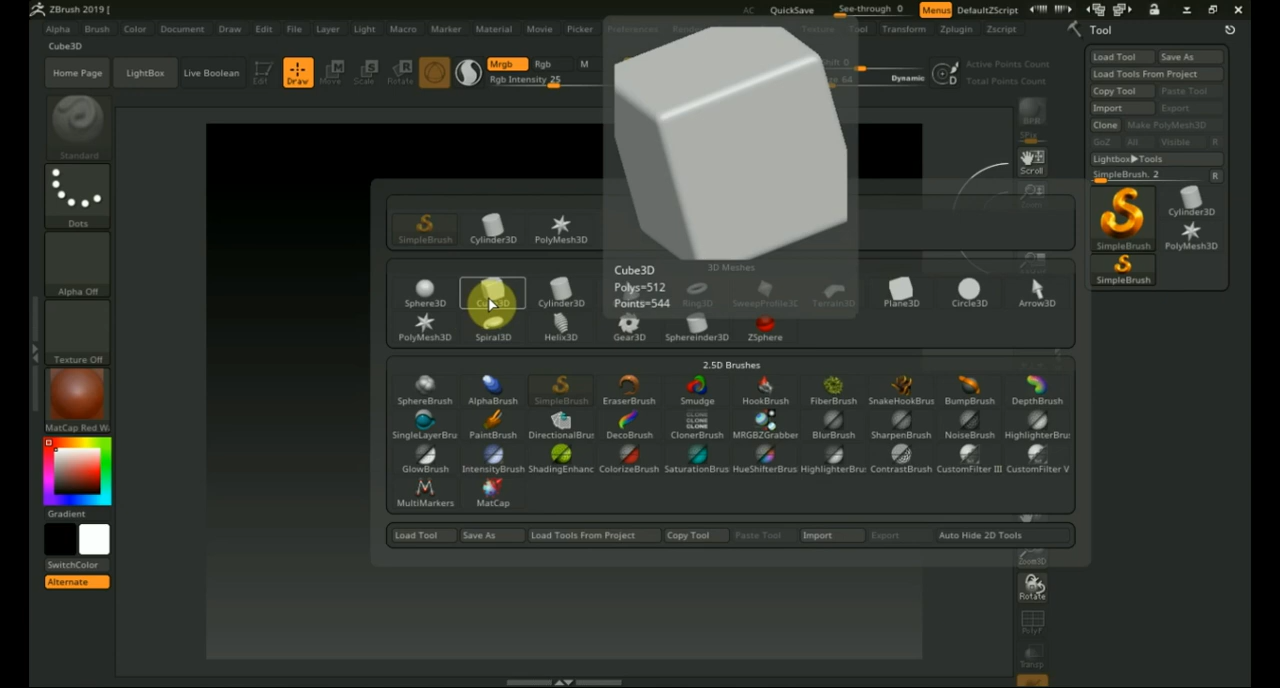 ZBrush 2019 [
AC QuickSave See-through 0 Menus DefaultZScript
Alpha Brush Color Document Draw Edit File Layer Light Macro Marker Material Movie Picker Preferences Texture Tool Transform Zplugin Zscript
Cube3D
Tool
Home Page LightBox Live Boolean Edit Draw Move Scale Rotate Mrgb Rgb M
Rgb Intensity 25
Dynamic
Active Points Count
Total Points Count
Load Tool Save As
Load Tools From Project
Copy Tool Paste Tool
Import Export
Clone Make PolyMesh3D
GoZ All Visible R
Lightbox▶Tools
SimpleBrush. 2 R
Cylinder3D
SimpleBrush PolyMesh3D
SimpleBrush
Standard
Dots
Alpha Off
Texture Off
MatCap Red W
Gradient
SwitchColor
Alternate
BPR
SPix
Scroll
Zoom3D
Rotate
PolyF
Transp
SimpleBrush Cylinder3D PolyMesh3D
3D Meshes
Cube3D
Polys=512
Points=544
Sphere3D Cube3D Cylinder3D Ring3D SweepProfile3D Terrain3D Plane3D Circle3D Arrow3D
PolyMesh3D Spiral3D Helix3D Gear3D Sphereinder3D ZSphere
2.5D Brushes
SphereBrush AlphaBrush SimpleBrush EraserBrush Smudge HookBrush FiberBrush SnakeHookBrus BumpBrush DepthBrush
SingleLayerBru PaintBrush DirectionalBrus DecoBrush ClonerBrush MRGBZGrabber BlurBrush SharpenBrush NoiseBrush HighlighterBru
GlowBrush IntensityBrush ShadingEnhanc ColorizeBrush SaturationBrus HueShifterBrus HighlighterBru ContrastBrush CustomFilter III CustomFilter V
MultiMarkers MatCap
Load Tool Save As Load Tools From Project Copy Tool Paste Tool Import Export Auto Hide 2D Tools